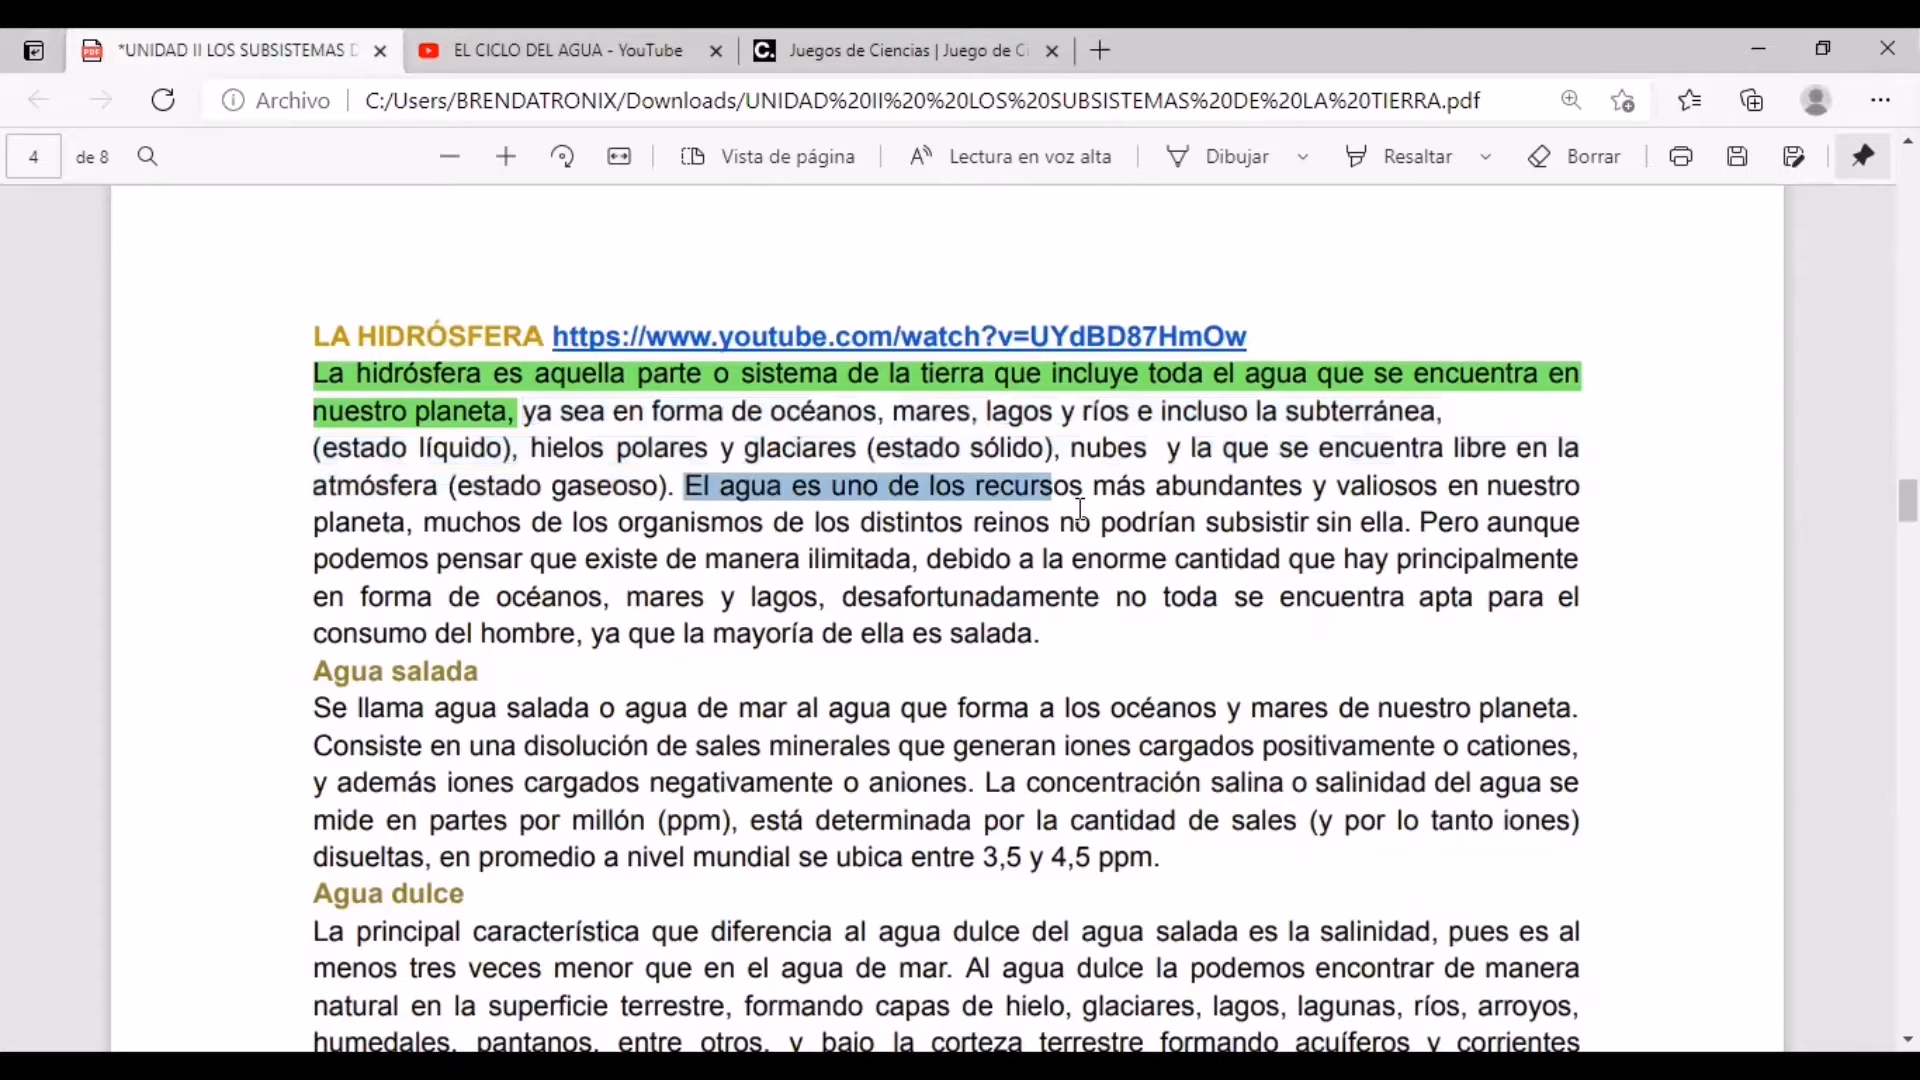 *UNIDAD II LOS SUBSISTEMAS D
EL CICLO DEL AGUA - YouTube
Juegos de Ciencias | Juego de Ci
Archivo
C:/Users/BRENDATRONIX/Downloads/UNIDAD%20II%20%20LOS%20SUBSISTEMAS%20DE%20LA%20TIERRA.pdf
4 de 8
Vista de página
Lectura en voz alta
Dibujar
Resaltar
Borrar
LA HIDRÓSFERA https://www.youtube.com/watch?v=UYdBD87HmOw
La hidrósfera es aquella parte o sistema de la tierra que incluye toda el agua que se encuentra en
nuestro planeta, ya sea en forma de océanos, mares, lagos y ríos e incluso la subterránea,
(estado líquido), hielos polares y glaciares (estado sólido), nubes y la que se encuentra libre en la
atmósfera (estado gaseoso). El agua es uno de los recursos más abundantes y valiosos en nuestro
planeta, muchos de los organismos de los distintos reinos no podrían subsistir sin ella. Pero aunque
podemos pensar que existe de manera ilimitada, debido a la enorme cantidad que hay principalmente
en forma de océanos, mares y lagos, desafortunadamente no toda se encuentra apta para el
consumo del hombre, ya que la mayoría de ella es salada.
Agua salada
Se llama agua salada o agua de mar al agua que forma a los océanos y mares de nuestro planeta.
Consiste en una disolución de sales minerales que generan iones cargados positivamente o cationes,
y además iones cargados negativamente o aniones. La concentración salina o salinidad del agua se
mide en partes por millón (ppm), está determinada por la cantidad de sales (y por lo tanto iones)
disueltas, en promedio a nivel mundial se ubica entre 3,5 y 4,5 ppm.
Agua dulce
La principal característica que diferencia al agua dulce del agua salada es la salinidad, pues es al
menos tres veces menor que en el agua de mar. Al agua dulce la podemos encontrar de manera
natural en la superficie terrestre, formando capas de hielo, glaciares, lagos, lagunas, ríos, arroyos,
humedales, pantanos, entre otros, y bajo la corteza terrestre formando acuíferos y corrientes